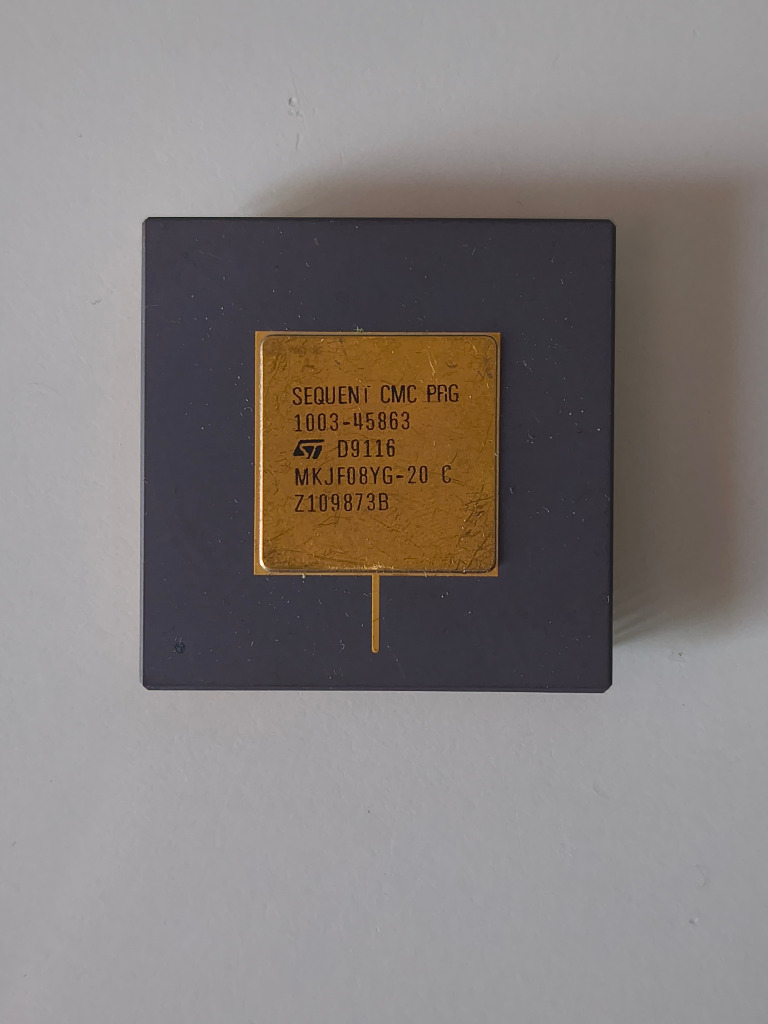 SEQUENT CMC PRG
1003-45863
ST D9116
MKJF08YG-20 C
Z109873B